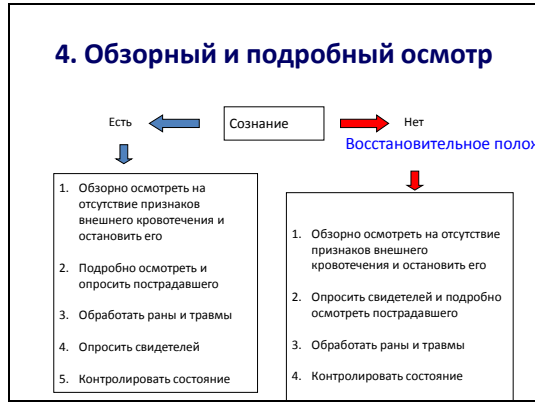 4. Обзорный и подробный осмотр
Есть
Сознание
Нет
Восстановительное
1. Обзорно осмотреть на
отсутствие признаков
внешнего кровотечения и
остановить его
2. Подробно осмотреть и
опросить пострадавшего
3. Обработать раны и травмы
4. Опросить свидетелей
5. Контролировать состояние
1. Обзорно осмотреть на отсутствие
признаков внешнего
кровотечения и остановить его
2. Опросить свидетелей и подробно
осмотреть пострадавшего
3. Обработать раны и травмы
4. Контролировать состояние